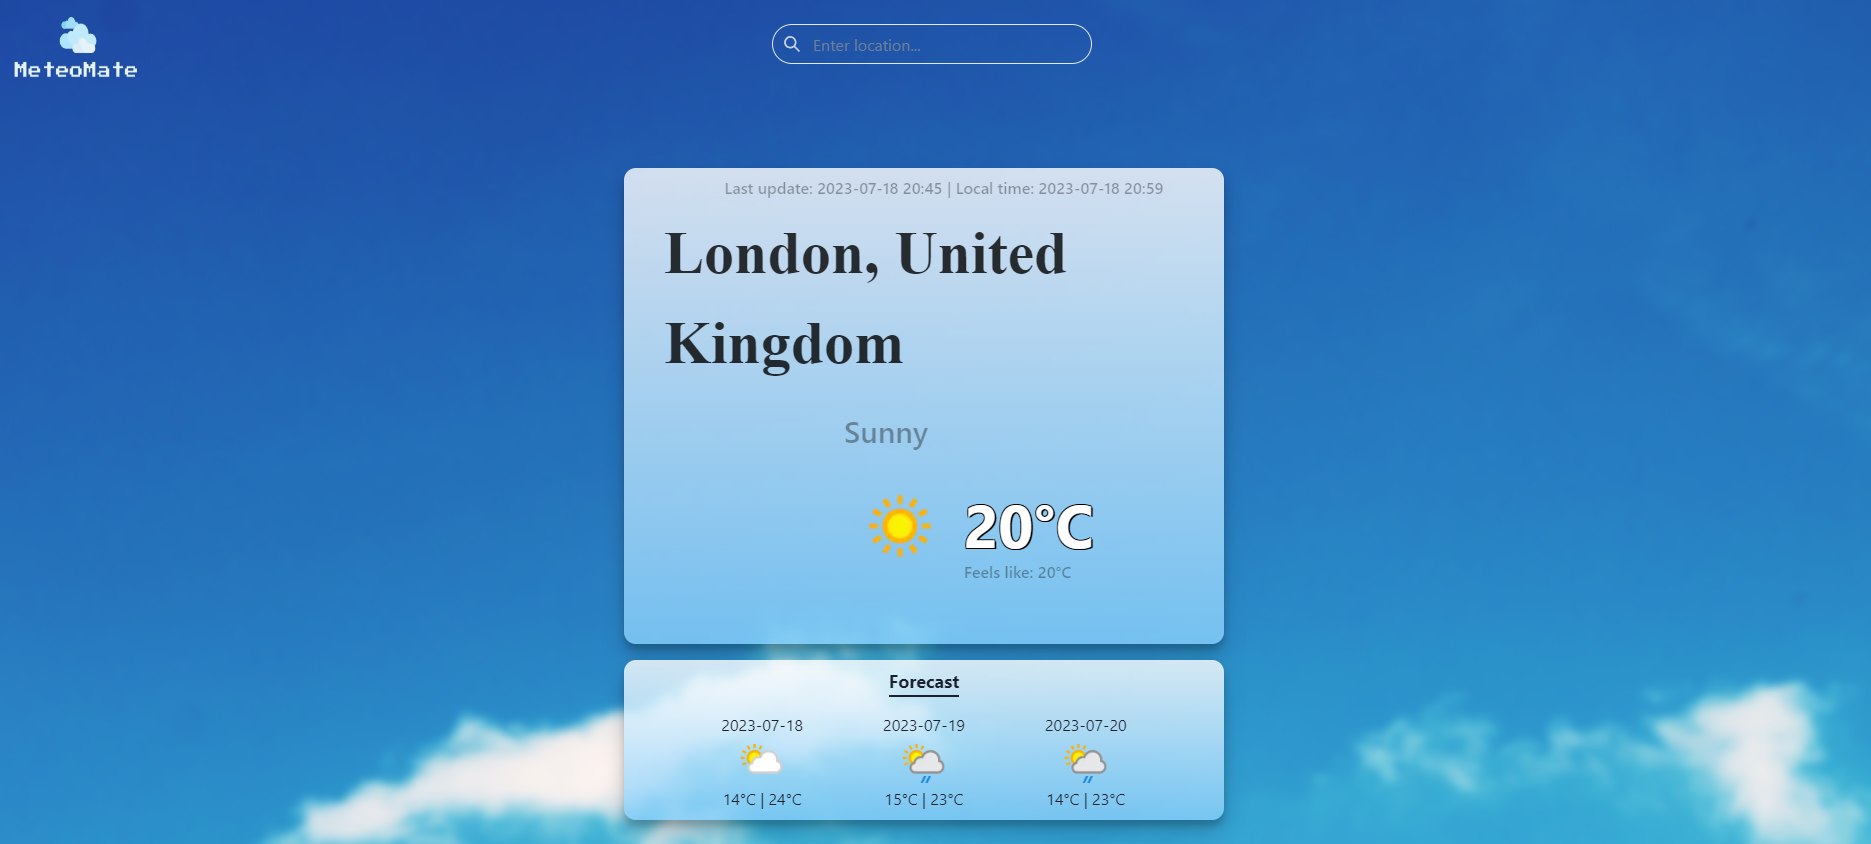 MeteoMate
Enter location...
Last update: 2023-07-18 20:45 | Local time: 2023-07-18 20:59
London, United
Kingdom
Sunny
20°C
Feels like: 20°C
Forecast
2023-07-18
2023-07-19
2023-07-20
14°C | 24°C
15°C | 23°C
14°C | 23°C